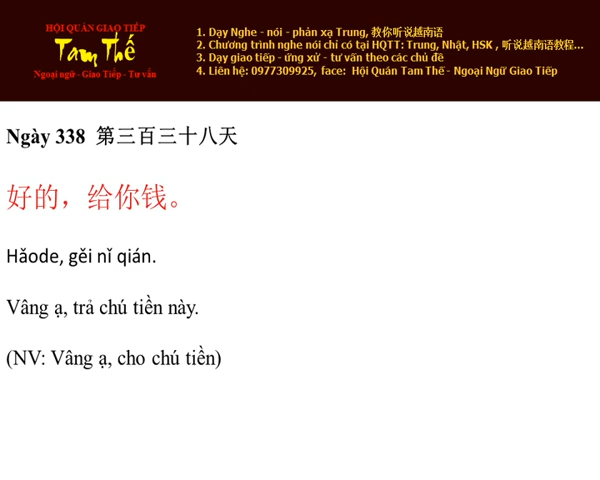 HỘI QUÁN GIAO TIẾP
Tam Thế
Ngoại ngữ - Giao Tiếp - Tư vấn
1. Dạy Nghe - nói - phản xạ Trung, 教你听说越南语
2. Chương trình nghe nói chỉ có tại HQTT: Trung, Nhật, HSK , 听说越南语教程...
3. Dạy giao tiếp - ứng xử - tư vấn theo các chủ đề
4. Liên hệ: 0977309925, face: Hội Quán Tam Thế - Ngoại Ngữ Giao Tiếp
Ngày 338 第三百三十八天
好的，给你钱。
Hǎode, gěi nǐ qián.
Vâng ạ, trả chú tiền này.
(NV: Vâng ạ, cho chú tiền)